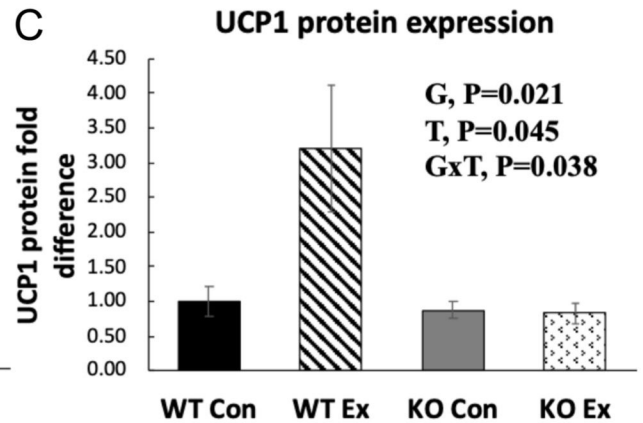 C
UCP1 protein expression
UCP1 protein fold
difference
4.50
4.00
3.50
3.00
2.50
2.00
1.50
1.00
0.50
0.00
G, P=0.021
T, P=0.045
GxT, P=0.038
WT Con WT Ex KO Con KO Ex